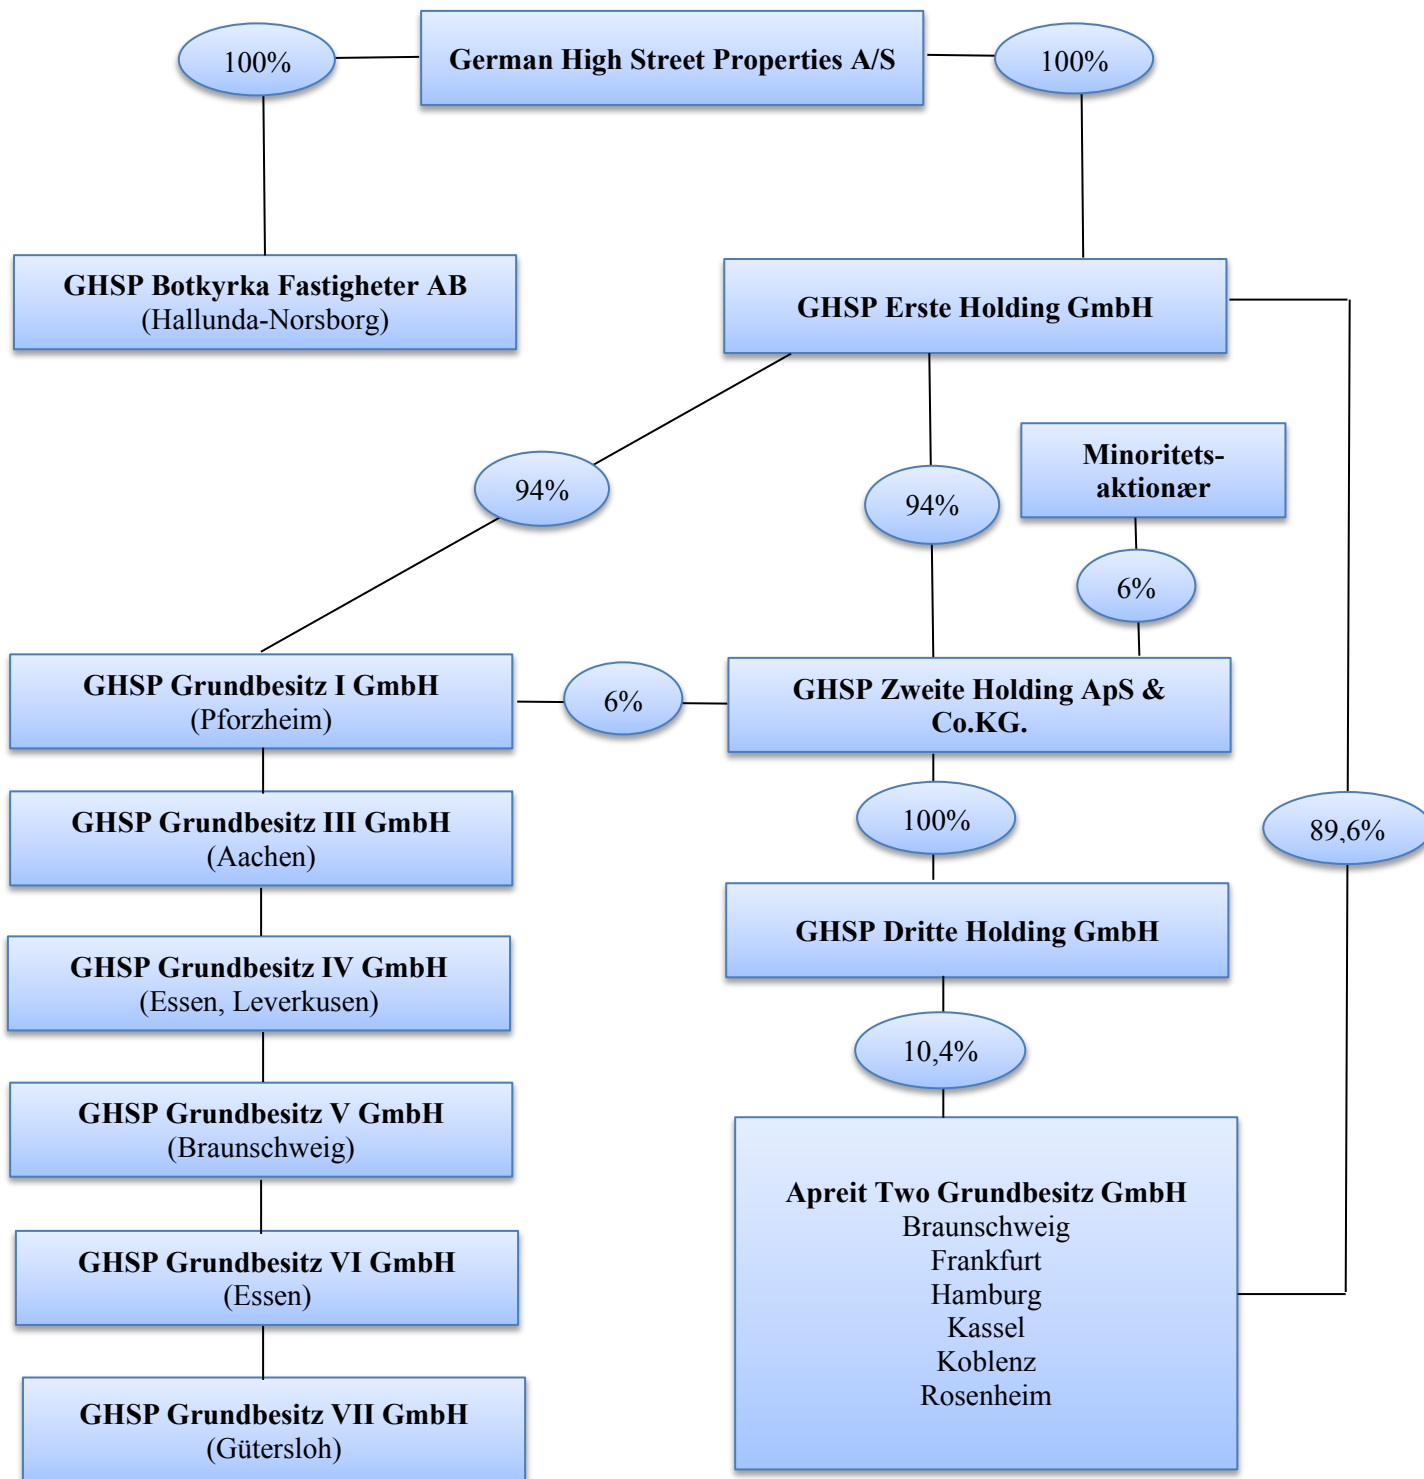 100%
German High Street Properties A/S
100%
GHSP Botkyrka Fastigheter AB
(Hallunda-Norsborg)
GHSP Erste Holding GmbH
Minoritets-
aktionær
94%
94%
6%
GHSP Grundbesitz I GmbH
(Pforzheim)
6%
GHSP Zweite Holding ApS &
Co.KG.
GHSP Grundbesitz III GmbH
(Aachen)
100%
89,6%
GHSP Dritte Holding GmbH
GHSP Grundbesitz IV GmbH
(Essen, Leverkusen)
10,4%
GHSP Grundbesitz V GmbH
(Braunschweig)
Apreit Two Grundbesitz GmbH
Braunschweig
Frankfurt
Hamburg
Kassel
Koblenz
Rosenheim
GHSP Grundbesitz VI GmbH
(Essen)
GHSP Grundbesitz VII GmbH
(Gütersloh)